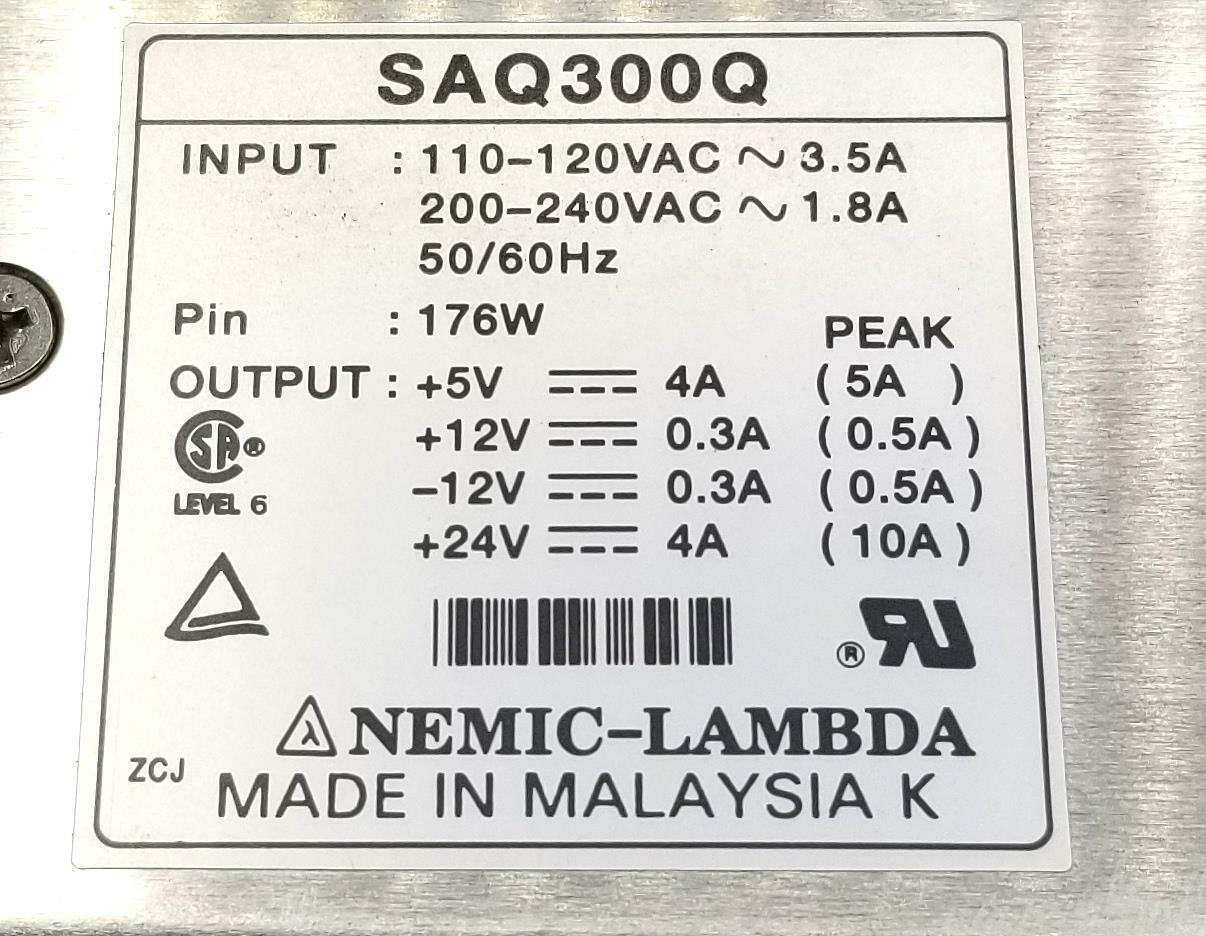 SAQ300Q
INPUT : 110-120VAC ~ 3.5A
200-240VAC ~ 1.8A
50/60Hz
Pin : 176W
PEAK
OUTPUT : +5V ⎓ 4A (5A )
+12V ⎓ 0.3A (0.5A)
-12V ⎓ 0.3A (0.5A)
+24V ⎓ 4A (10A)
SA®
LEVEL 6
® RU
λ NEMIC-LAMBDA
ZCJ
MADE IN MALAYSIA K